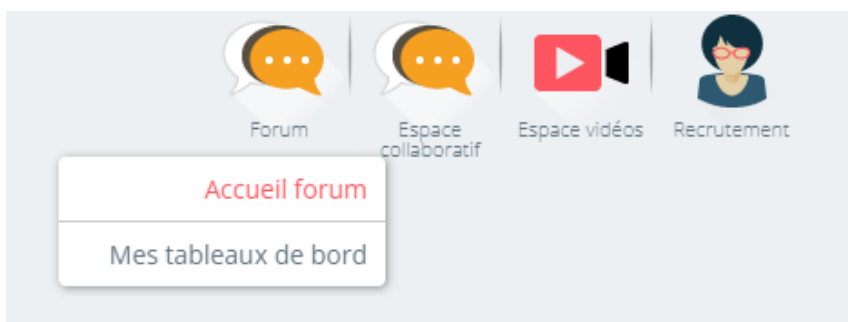 Forum
Espace
collaboratif
Espace vidéos
Recrutement
Accueil forum
Mes tableaux de bord